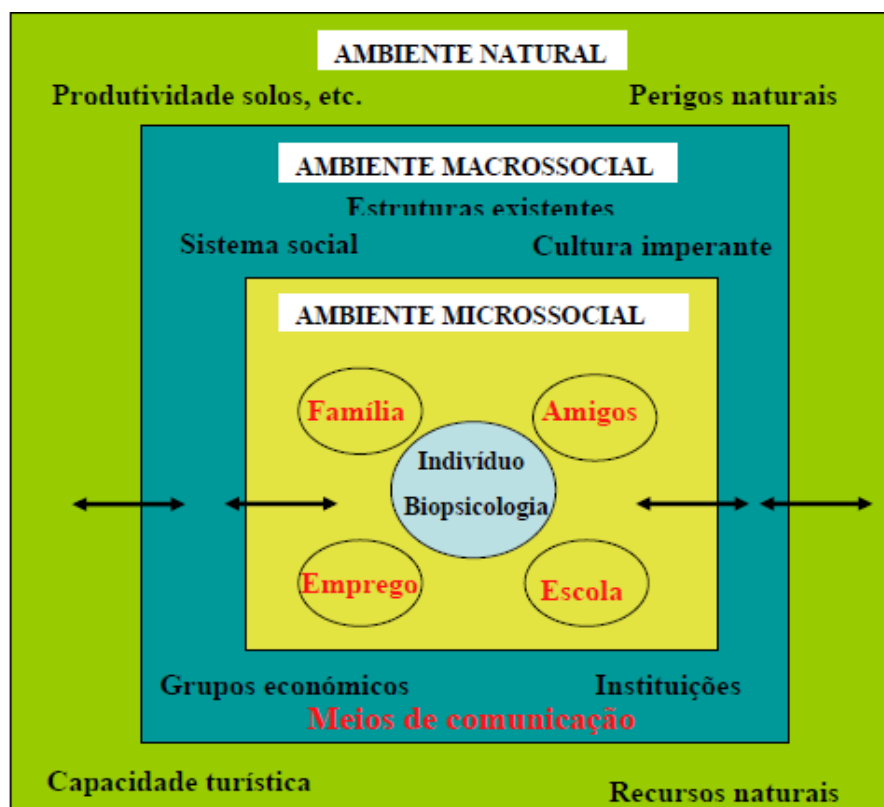 AMBIENTE NATURAL
Produtividade solos, etc. Perigos naturais
AMBIENTE MACROSSOCIAL
Estruturas existentes
Sistema social Cultura imperante
AMBIENTE MICROSSOCIAL
Família Amigos
Indivíduo
Biopsicologia
Emprego Escola
Grupos económicos Instituições
Meios de comunicação
Capacidade turística Recursos naturais